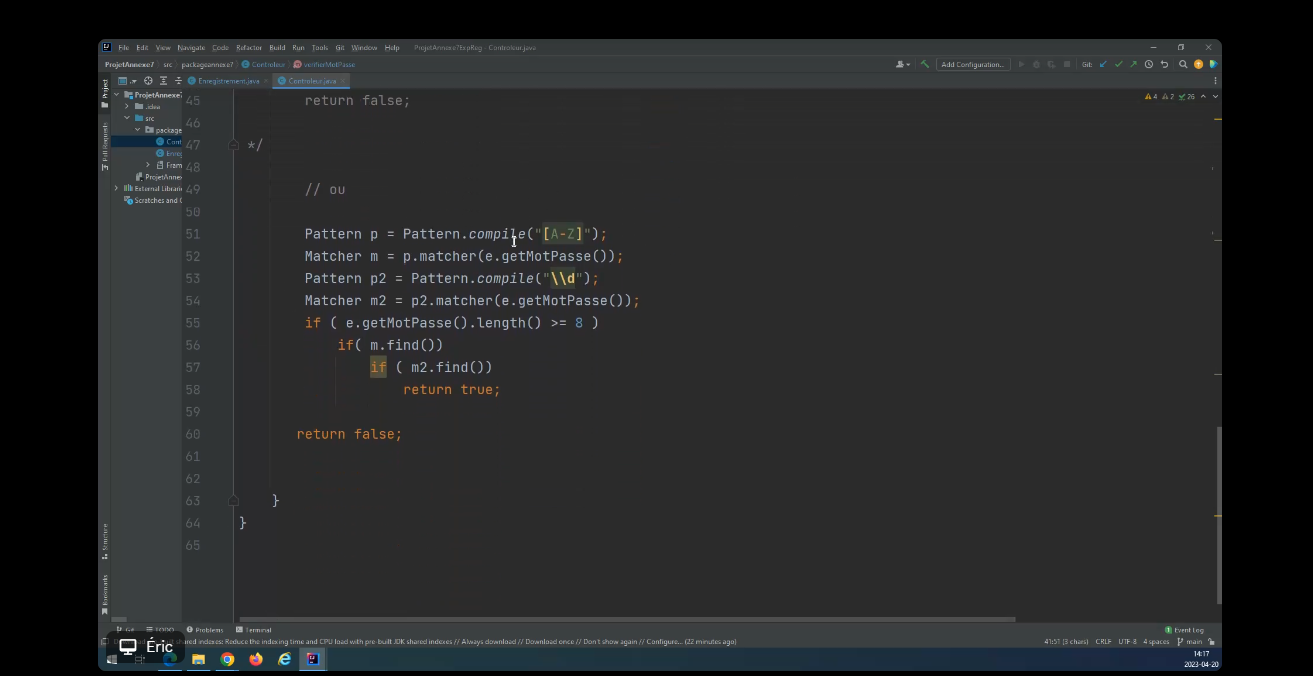 File Edit View Navigate Code Refactor Build Run Tools Git Window Help ProjetAnnexe7ErpReg - Controleur.java
ProjetAnnexe7 src packageannexe7 Controleur verifierMotPasse Add Configuration... Git:
Project Enregistrement.java Controleur.java
ProjetAnnexe7
.idea
src
package
Cont
Enre
Fram
ProjetAnnex
External Librarie
Scratches and C
Pull Requests
Structure
Bookmarks
4 2 26
45 return false;
46
47 */
48
49 // ou
50
51 Pattern p = Pattern.compile("[A-Z]");
52 Matcher m = p.matcher(e.getMotPasse());
53 Pattern p2 = Pattern.compile("\\d");
54 Matcher m2 = p2.matcher(e.getMotPasse());
55 if ( e.getMotPasse().length() >= 8 )
56 if( m.find())
57 if ( m2.find())
58 return true;
59
60 return false;
61
62
63 }
64 }
65
Git TODO Problems Terminal 1 Event Log
shared indexes: Reduce the indexing time and CPU load with pre-built JDK shared indexes // Always download // Download once // Don't show again // Configure... (22 minutes ago) 41:51 (3 chars) CRLF UTF-8 4 spaces main
Éric
14:17
2023-04-20